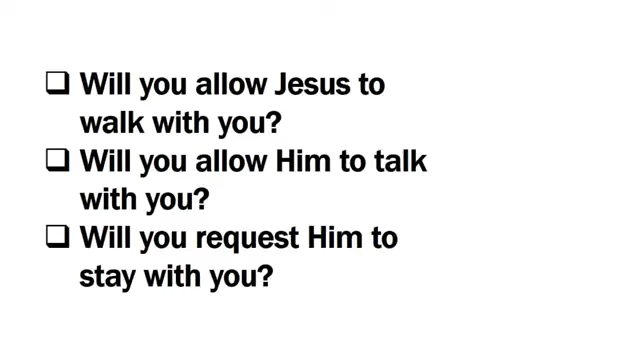 ❑ Will you allow Jesus to
walk with you?
❑ Will you allow Him to talk
with you?
❑ Will you request Him to
stay with you?